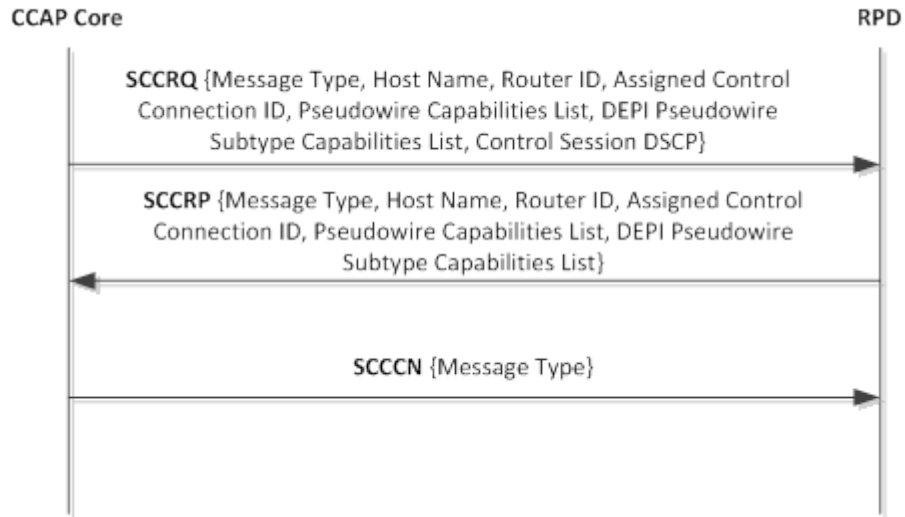 CCAP Core
RPD
SCCRQ {Message Type, Host Name, Router ID, Assigned Control
Connection ID, Pseudowire Capabilities List, DEPI Pseudowire
Subtype Capabilities List, Control Session DSCP}
SCCRP {Message Type, Host Name, Router ID, Assigned Control
Connection ID, Pseudowire Capabilities List, DEPI Pseudowire
Subtype Capabilities List}
SCCCN {Message Type}